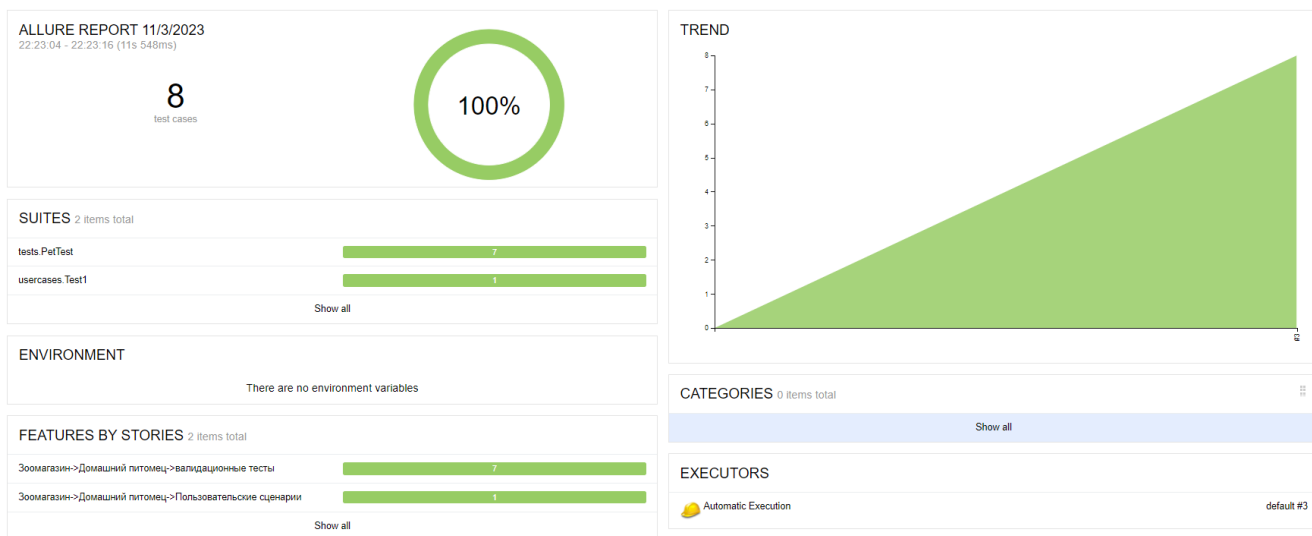 ALLURE REPORT 11/3/2023
22:23:04 - 22:23:16 (11s 548ms)
8
test cases
100%
SUITES 2 items total
tests.PetTest
7
usercases.Test1
1
Show all
ENVIRONMENT
There are no environment variables
FEATURES BY STORIES 2 items total
Зоомагазин->Домашний питомец->валидационные тесты
7
Зоомагазин->Домашний питомец->Пользовательские сценарии
1
Show all
TREND
8
7
6
5
4
3
2
1
0
#3
CATEGORIES 0 items total
Show all
EXECUTORS
Automatic Execution
default #3